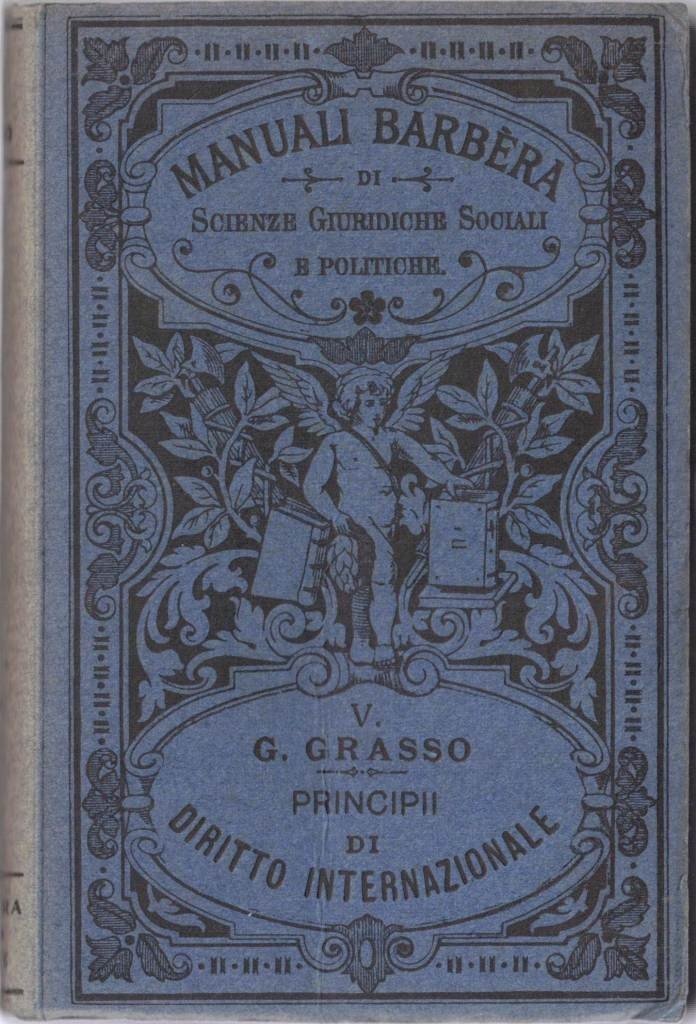 MANUALI BARBÈRA
DI
SCIENZE GIURIDICHE SOCIALI
E POLITICHE.
V.
G. GRASSO
PRINCIPII
DI
DIRITTO INTERNAZIONALE